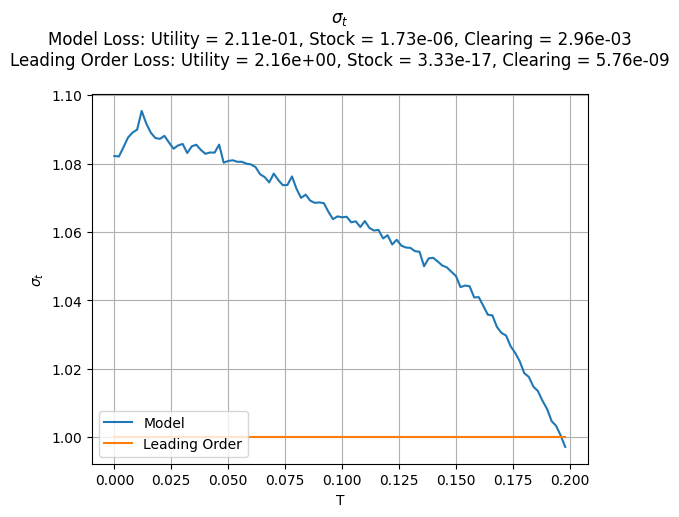 σt
Model Loss: Utility = 2.11e-01, Stock = 1.73e-06, Clearing = 2.96e-03
Leading Order Loss: Utility = 2.16e+00, Stock = 3.33e-17, Clearing = 5.76e-09
1.10
1.08
1.06
1.04
1.02
1.00
σt
Model
Leading Order
0.000 0.025 0.050 0.075 0.100 0.125 0.150 0.175 0.200
T